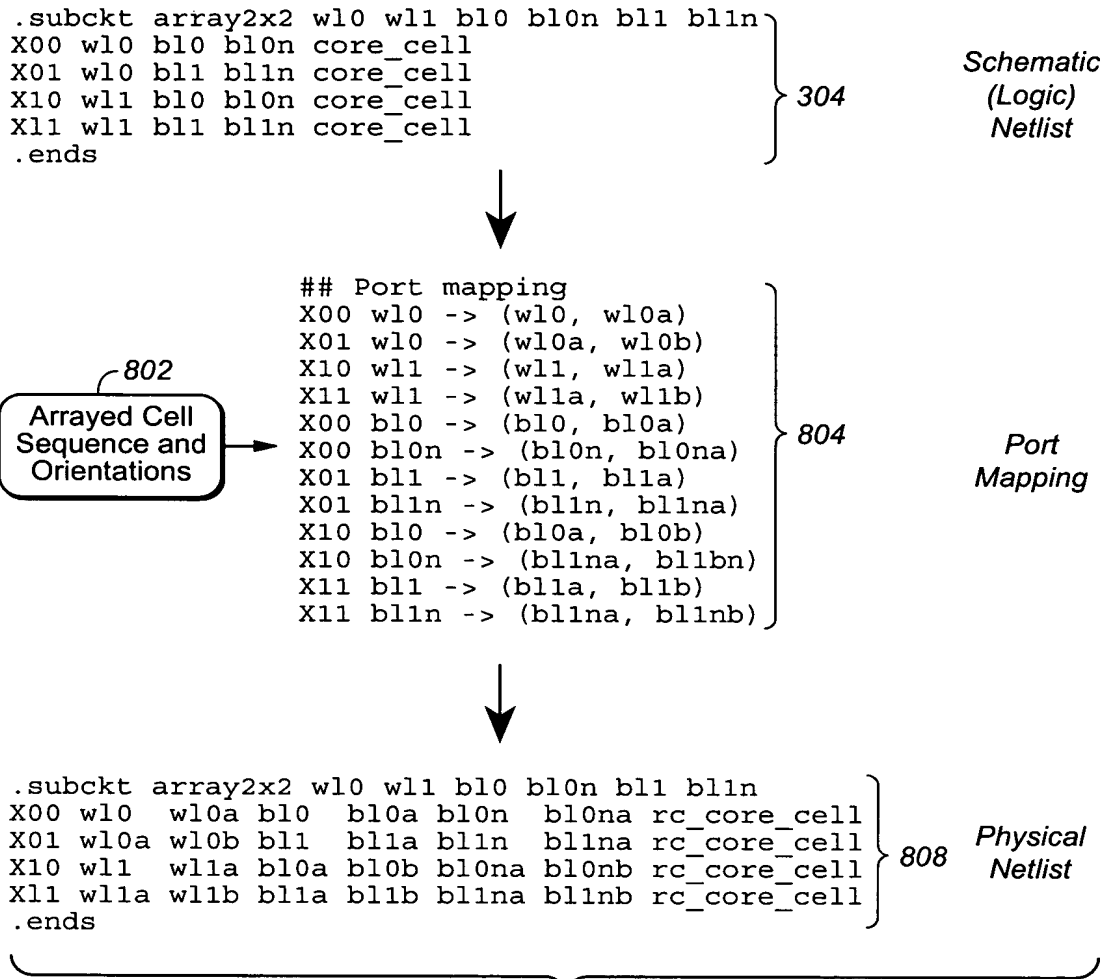 .subckt array2x2 wl0 wl1 bl0 bl0n bl1 bl1n
X00 wl0 bl0 bl0n core_cell
X01 wl0 bl1 bl1n core_cell
X10 wl1 bl0 bl0n core_cell
X11 wl1 bl1 bl1n core_cell
.ends
304
Schematic
(Logic)
Netlist
## Port mapping
X00 wl0 -> (wl0, wl0a)
X01 wl0 -> (wl0a, wl0b)
X10 wl1 -> (wl1, wl1a)
X11 wl1 -> (wl1a, wl1b)
X00 bl0 -> (bl0, bl0a)
X00 bl0n -> (bl0n, bl0na)
X01 bl1 -> (bl1, bl1a)
X01 bl1n -> (bl1n, bl1na)
X10 bl0 -> (bl0a, bl0b)
X10 bl0n -> (bl1na, bl1bn)
X11 bl1 -> (bl1a, bl1b)
X11 bl1n -> (bl1na, bl1nb)
802
Arrayed Cell
Sequence and
Orientations
804
Port
Mapping
.subckt array2x2 wl0 wl1 bl0 bl0n bl1 bl1n
X00 wl0 wl0a bl0 bl0a bl0n bl0na rc_core_cell
X01 wl0a wl0b bl1 bl1a bl1n bl1na rc_core_cell
X10 wl1 wl1a bl0a bl0b bl0na bl0nb rc_core_cell
X11 wl1a wl1b bl1a bl1b bl1na bl1nb rc_core_cell
.ends
808
Physical
Netlist